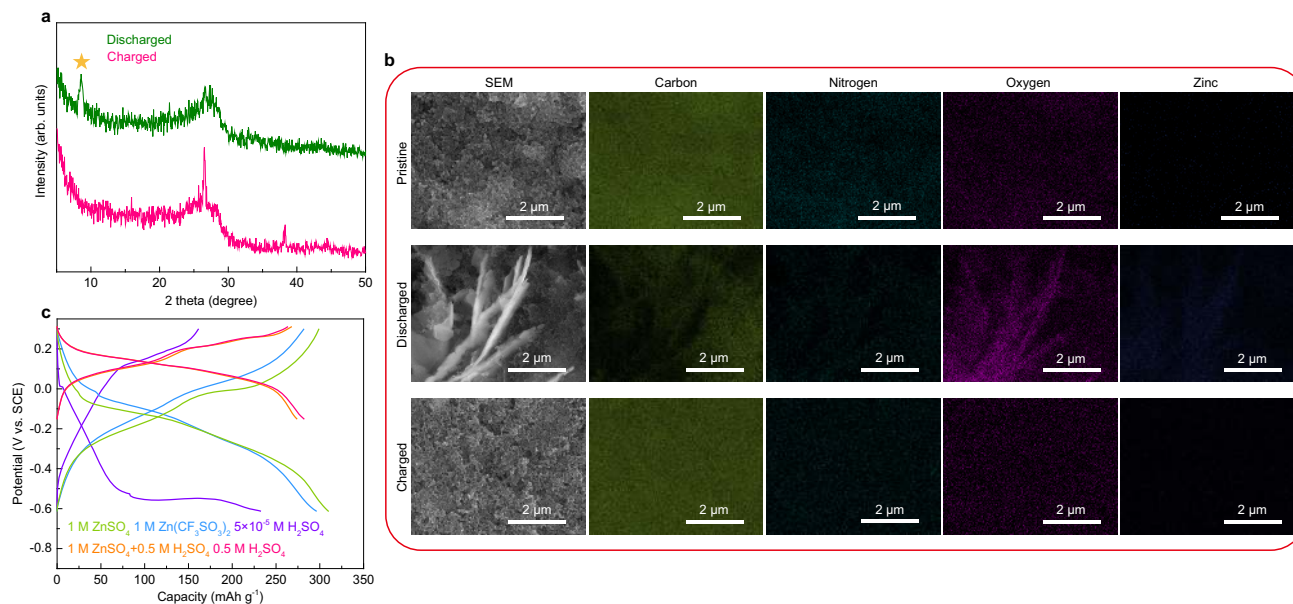 a
Discharged
Charged
Intensity (arb. units)
10 20 30 40 50
2 theta (degree)
b
SEM Carbon Nitrogen Oxygen Zinc
Pristine
2 μm 2 μm 2 μm 2 μm 2 μm
Discharged
2 μm 2 μm 2 μm 2 μm 2 μm
Charged
2 μm 2 μm 2 μm 2 μm 2 μm
c
Potential (V vs. SCE)
0.2
0.0
-0.2
-0.4
-0.6
-0.8
1 M ZnSO₄ 1 M Zn(CF₃SO₃)₂ 5×10⁻⁵ M H₂SO₄
1 M ZnSO₄+0.5 M H₂SO₄ 0.5 M H₂SO₄
0 50 100 150 200 250 300 350
Capacity (mAh g⁻¹)